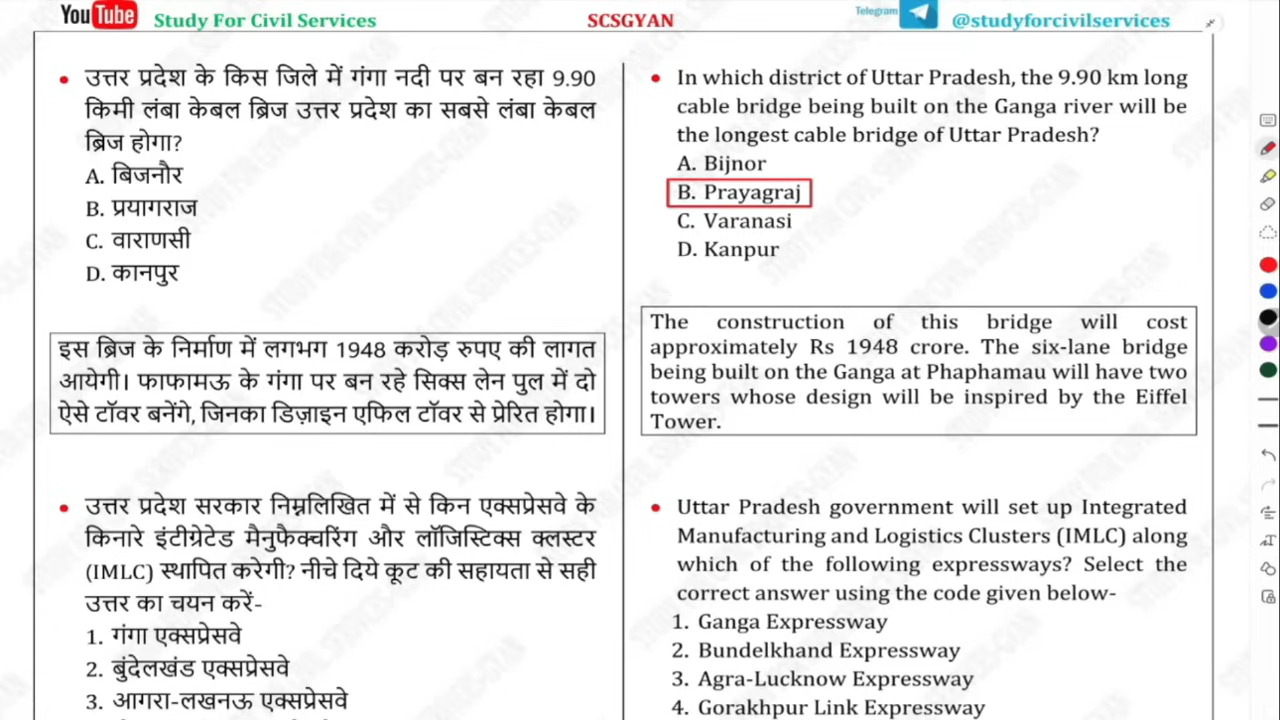 YouTube Study For Civil Services SCSGYAN Telegram @studyforcivilservices
• उत्तर प्रदेश के किस जिले में गंगा नदी पर बन रहा 9.90
किमी लंबा केबल ब्रिज उत्तर प्रदेश का सबसे लंबा केबल
ब्रिज होगा?
A. बिजनौर
B. प्रयागराज
C. वाराणसी
D. कानपुर
इस ब्रिज के निर्माण में लगभग 1948 करोड़ रुपए की लागत
आयेगी। फाफामऊ के गंगा पर बन रहे सिक्स लेन पुल में दो
ऐसे टॉवर बनेंगे, जिनका डिज़ाइन एफिल टॉवर से प्रेरित होगा।
• उत्तर प्रदेश सरकार निम्नलिखित में से किन एक्सप्रेसवे के
किनारे इंटीग्रेटेड मैनुफैक्चरिंग और लॉजिस्टिक्स क्लस्टर
(IMLC) स्थापित करेगी? नीचे दिये कूट की सहायता से सही
उत्तर का चयन करें-
1. गंगा एक्सप्रेसवे
2. बुंदेलखंड एक्सप्रेसवे
3. आगरा-लखनऊ एक्सप्रेसवे
• In which district of Uttar Pradesh, the 9.90 km long
cable bridge being built on the Ganga river will be
the longest cable bridge of Uttar Pradesh?
A. Bijnor
B. Prayagraj
C. Varanasi
D. Kanpur
The construction of this bridge will cost
approximately Rs 1948 crore. The six-lane bridge
being built on the Ganga at Phaphamau will have two
towers whose design will be inspired by the Eiffel
Tower.
• Uttar Pradesh government will set up Integrated
Manufacturing and Logistics Clusters (IMLC) along
which of the following expressways? Select the
correct answer using the code given below-
1. Ganga Expressway
2. Bundelkhand Expressway
3. Agra-Lucknow Expressway
4. Gorakhpur Link Expressway